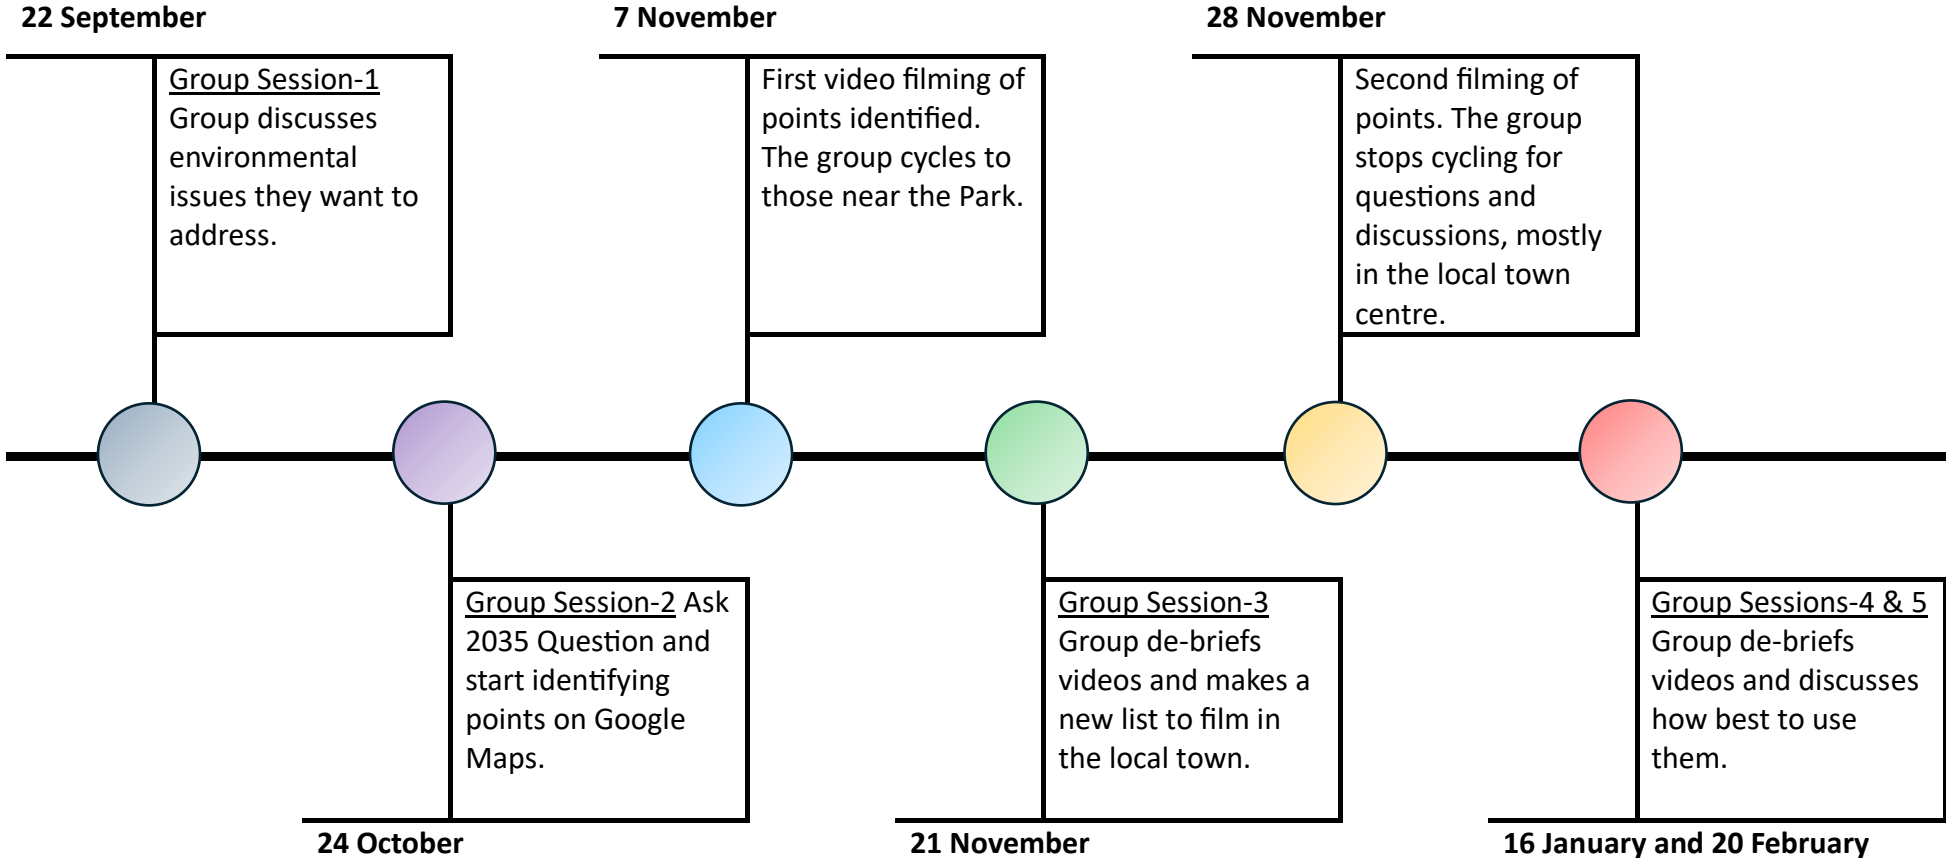 22 September
Group Session-1
Group discusses
environmental
issues they want to
address.
24 October
Group Session-2 Ask
2035 Question and
start identifying
points on Google
Maps.
7 November
First video filming of
points identified.
The group cycles to
those near the Park.
21 November
Group Session-3
Group de-briefs
videos and makes a
new list to film in
the local town.
28 November
Second filming of
points. The group
stops cycling for
questions and
discussions, mostly
in the local town
centre.
16 January and 20 February
Group Sessions-4 & 5
Group de-briefs
videos and discusses
how best to use
them.